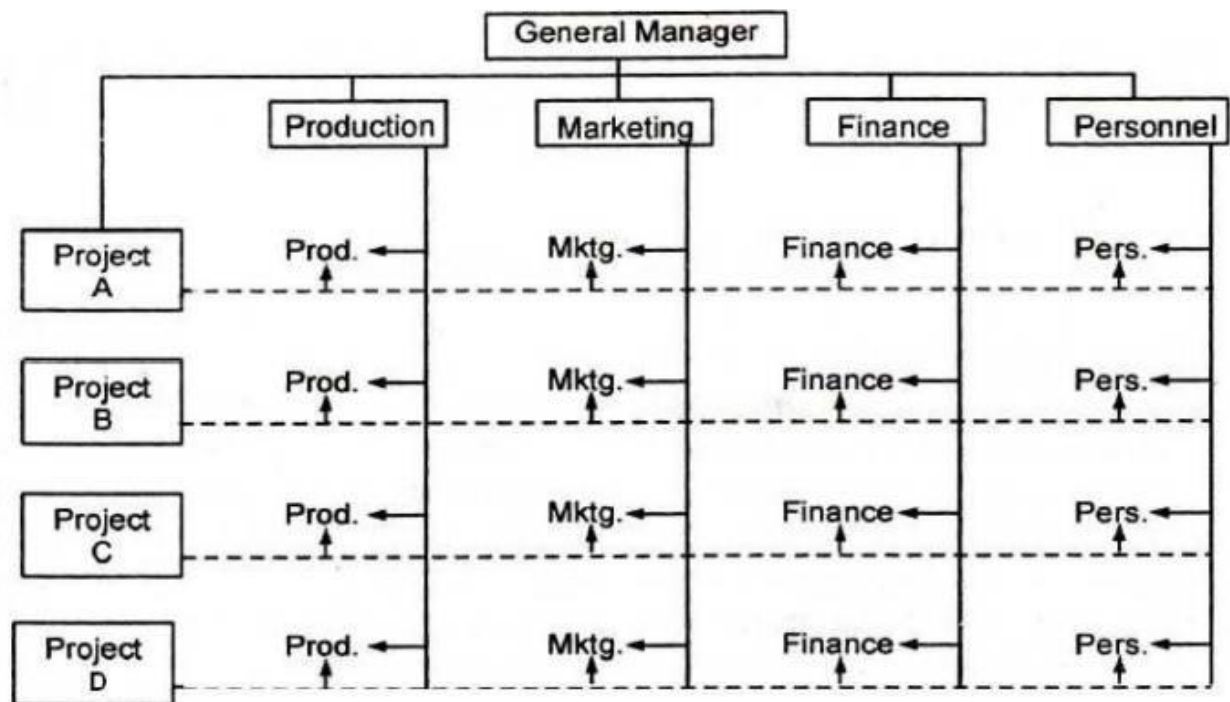 General Manager
Production Marketing Finance Personnel
Project
A
Prod. Mktg. Finance Pers.
Project
B
Prod. Mktg. Finance Pers.
Project
C
Prod. Mktg. Finance Pers.
Project
D
Prod. Mktg. Finance Pers.